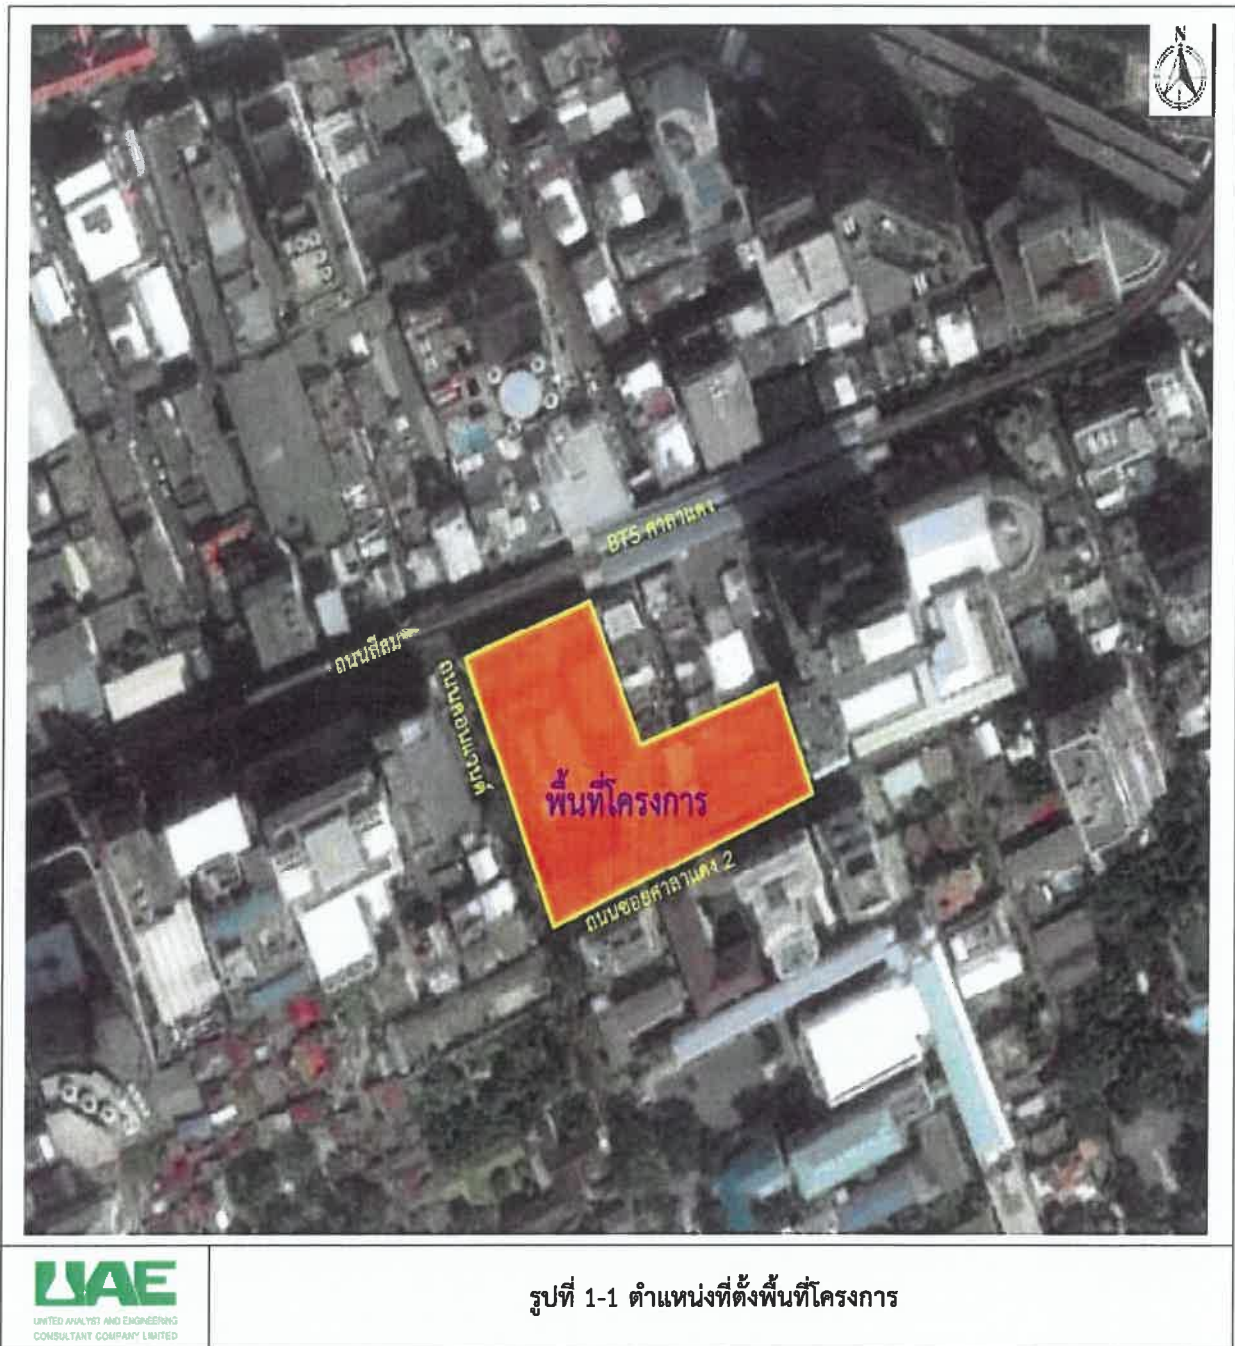 N
BTS ศาลาแดง
ถนนสีลม
ถนนคอนแวนต์
พื้นที่โครงการ
ถนนซอยศาลาแดง 2
UAE
UNITED ANALYST AND ENGINEERING
CONSULTANT COMPANY LIMITED
รูปที่ 1-1 ตำแหน่งที่ตั้งพื้นที่โครงการ